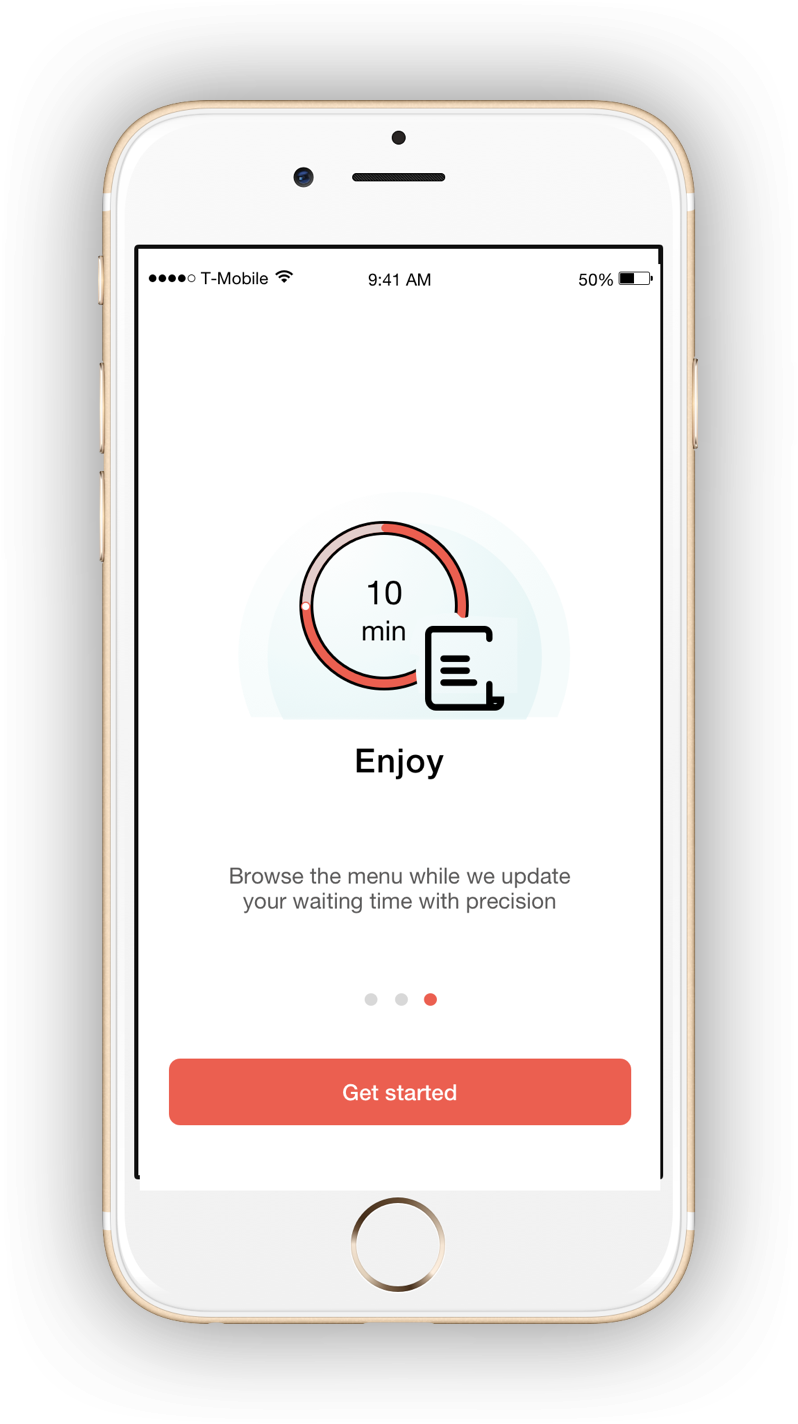 T-Mobile 9:41 AM 50%
10
min
Enjoy
Browse the menu while we update
your waiting time with precision
Get started